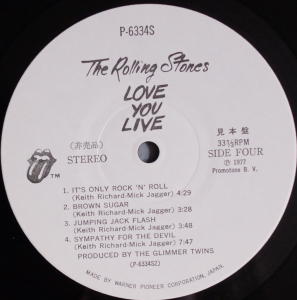 P-6334S
The Rolling Stones
LOVE
YOU
LIVE
(非売品)
STEREO
見本盤
33⅓RPM
SIDE FOUR
Ⓟ 1977
Promotone B. V.
TM
1. IT'S ONLY ROCK 'N' ROLL
(Keith Richard-Mick Jagger) 4:29
2. BROWN SUGAR
(Keith Richard-Mick Jagger) 3:28
3. JUMPING JACK FLASH
(Keith Richard-Mick Jagger) 3:48
4. SYMPATHY FOR THE DEVIL
(Keith Richard-Mick Jagger) 7:47
PRODUCED BY THE GLIMMER TWINS
(P-6334S2)
MADE BY WARNER PIONEER CORPORATION, JAPAN.